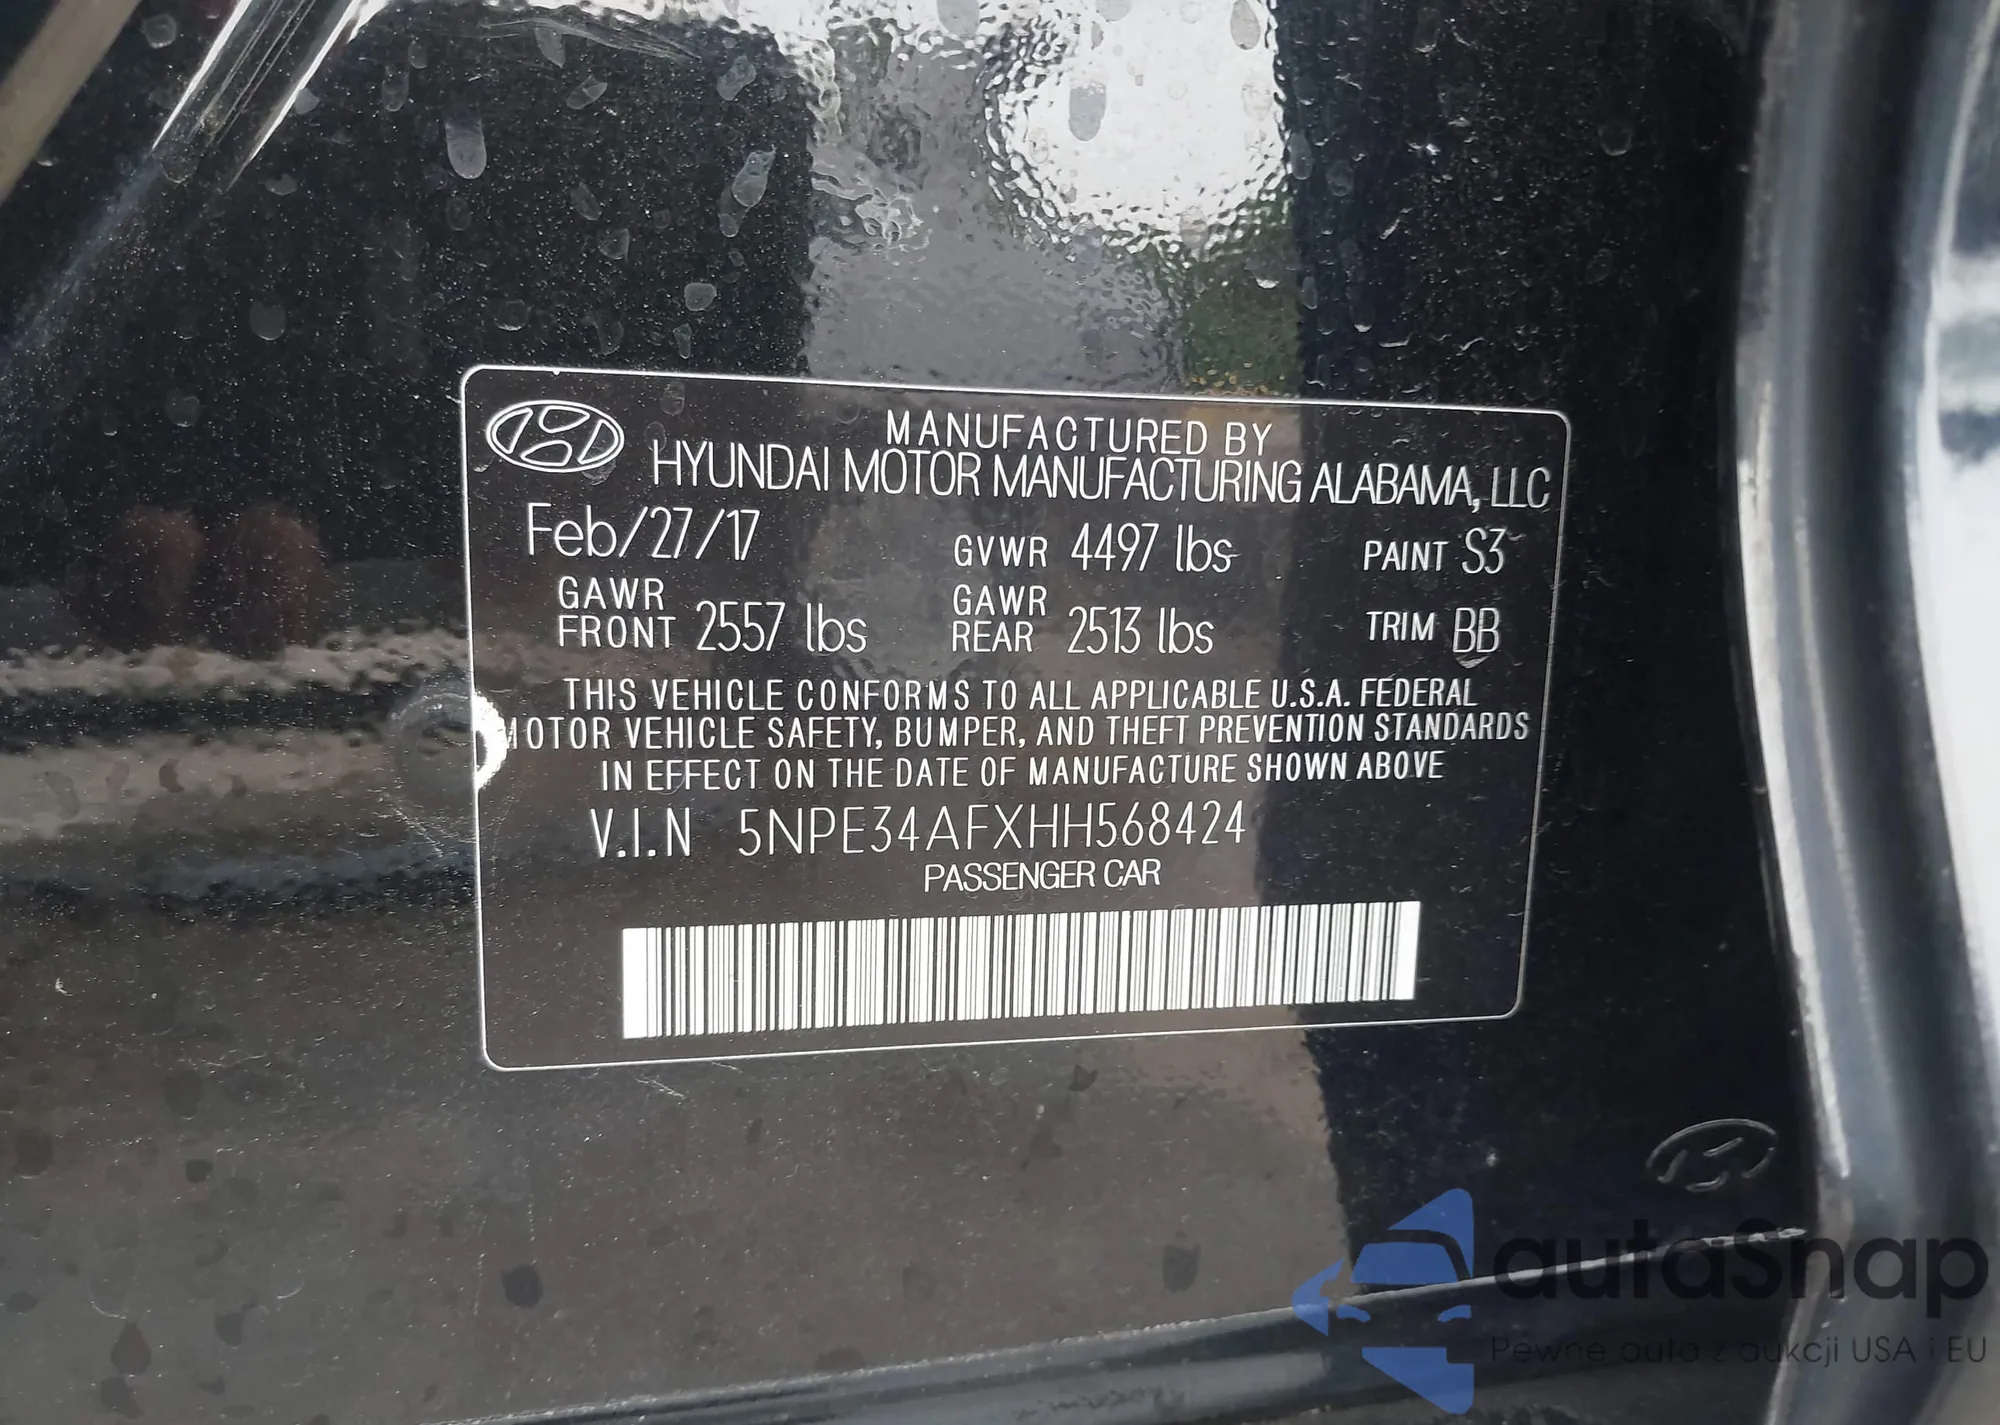 MANUFACTURED BY
HYUNDAI MOTOR MANUFACTURING ALABAMA, LLC
Feb/27/17 GVWR 4497 lbs PAINT S3
GAWR FRONT 2557 lbs GAWR REAR 2513 lbs TRIM BB
THIS VEHICLE CONFORMS TO ALL APPLICABLE U.S.A. FEDERAL
MOTOR VEHICLE SAFETY, BUMPER, AND THEFT PREVENTION STANDARDS
IN EFFECT ON THE DATE OF MANUFACTURE SHOWN ABOVE
V.I.N 5NPE34AFXHH568424
PASSENGER CAR
autaSnap
Pewne auta z aukcji USA i EU